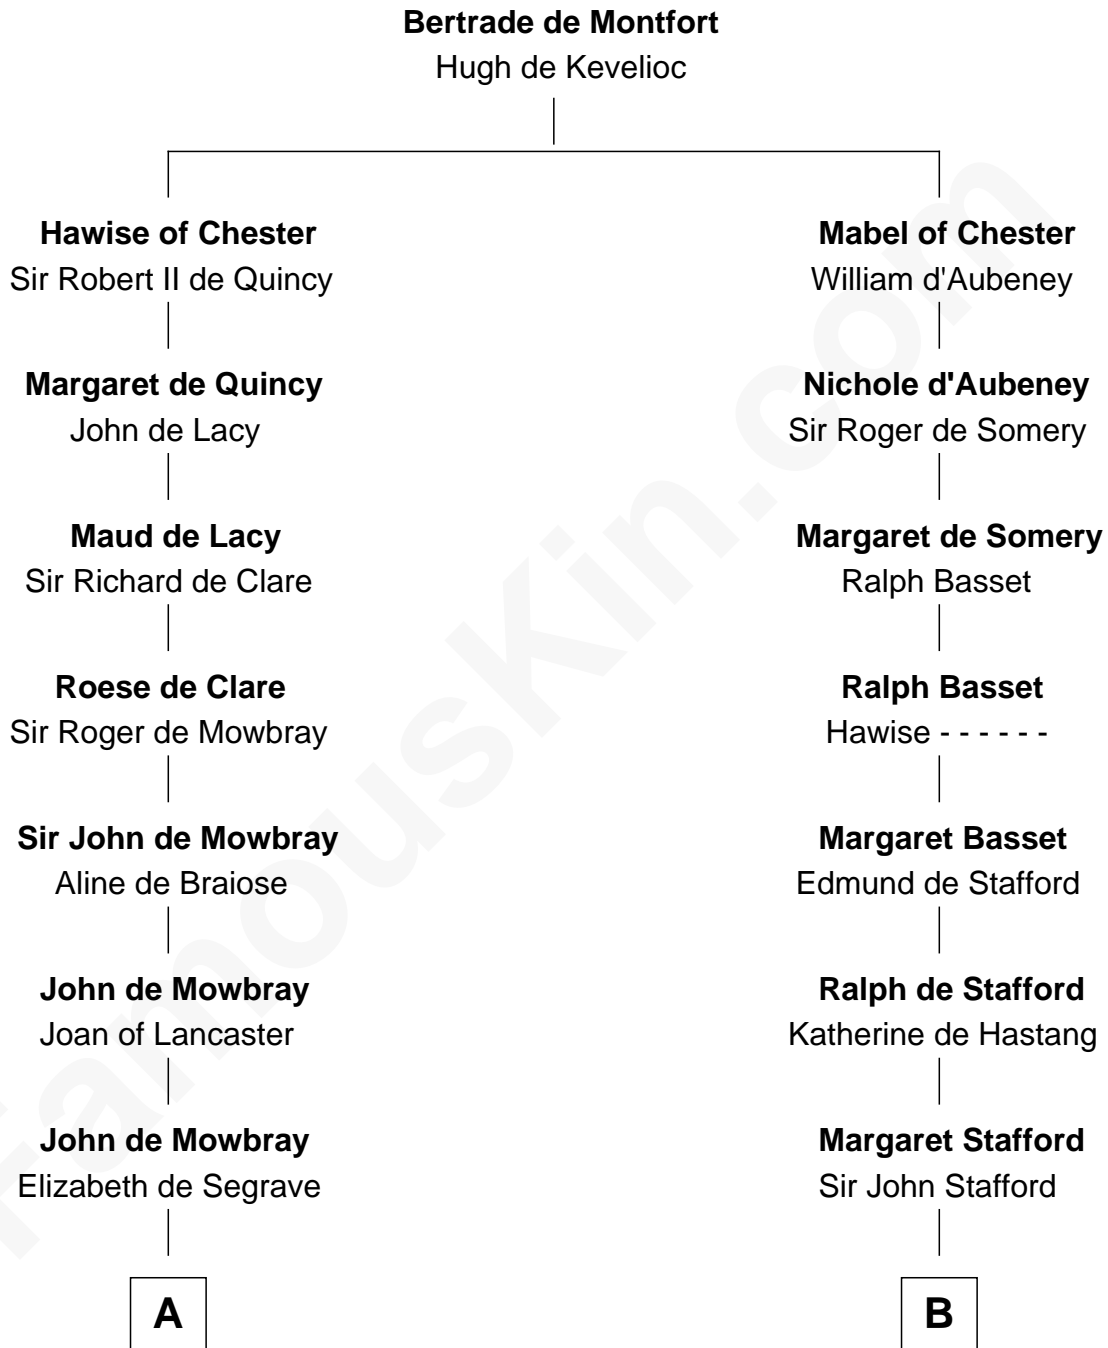 Bertrade de Montfort
Hugh de Kevelioc
Hawise of Chester
Sir Robert II de Quincy
Margaret de Quincy
John de Lacy
Maud de Lacy
Sir Richard de Clare
Roese de Clare
Sir Roger de Mowbray
Sir John de Mowbray
Aline de Braiose
John de Mowbray
Joan of Lancaster
John de Mowbray
Elizabeth de Segrave
A
Mabel of Chester
William d'Aubeney
Nichole d'Aubeney
Sir Roger de Somery
Margaret de Somery
Ralph Basset
Ralph Basset
Hawise - - - - - -
Margaret Basset
Edmund de Stafford
Ralph de Stafford
Katherine de Hastang
Margaret Stafford
Sir John Stafford
B
FamousKin.com